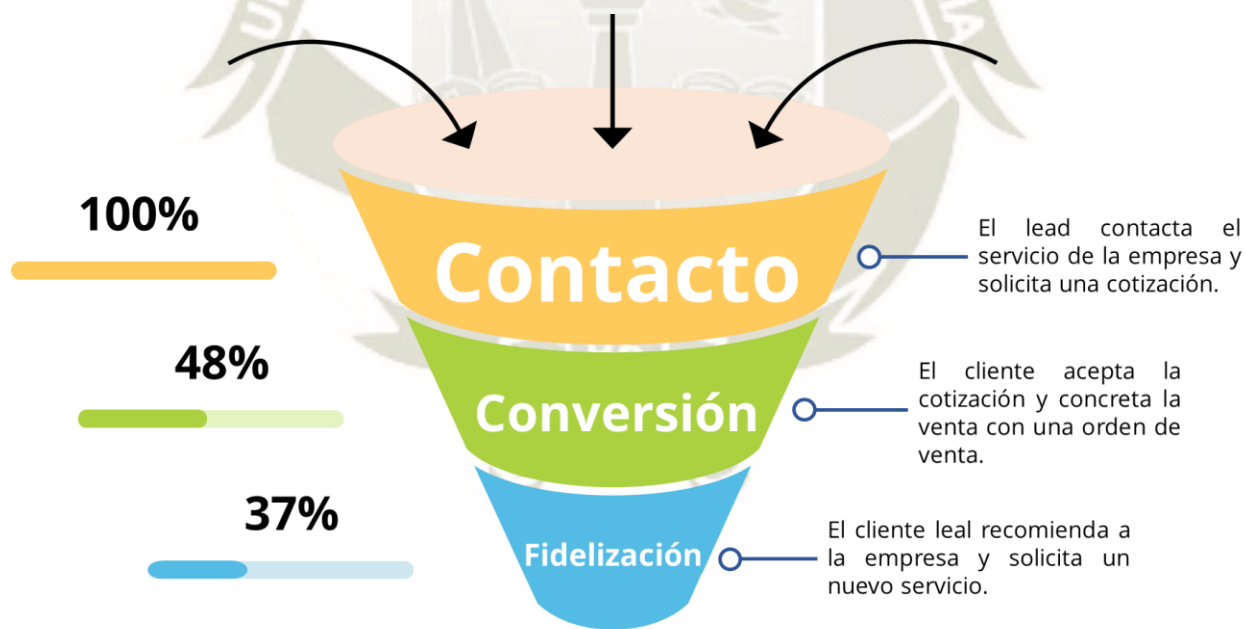 100%
Contacto
El lead contacta el
servicio de la empresa y
solicita una cotización.
48%
Conversión
El cliente acepta la
cotización y concreta la
venta con una orden de
venta.
37%
Fidelización
El cliente leal recomienda a
la empresa y solicita un
nuevo servicio.